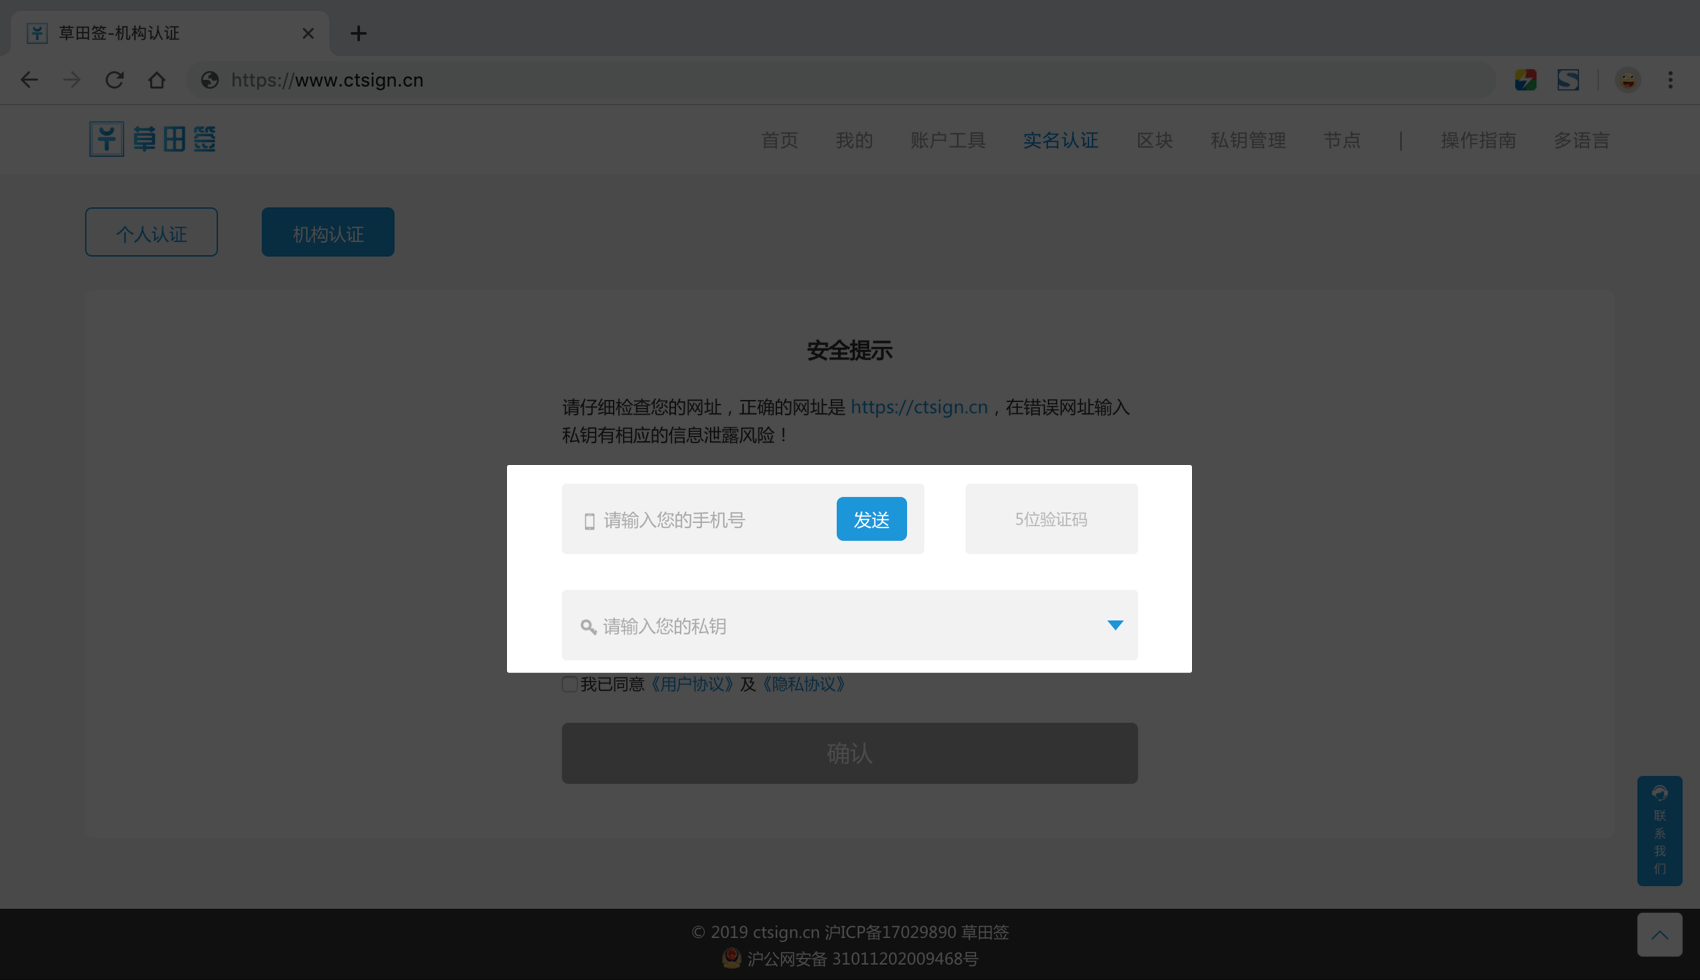 草田签-机构认证
https://www.ctsign.cn
草田签
首页 我的 账户工具 实名认证 区块 私钥管理 节点 | 操作指南 多语言
个人认证 机构认证
安全提示
请仔细检查您的网址，正确的网址是 https://ctsign.cn，在错误网址输入
私钥有相应的信息泄露风险！
请输入您的手机号 发送 5位验证码
请输入您的私钥
我已同意《用户协议》及《隐私协议》
确认
联
系
我
们
© 2019 ctsign.cn 沪ICP备17029890 草田签
沪公网安备 31011202009468号